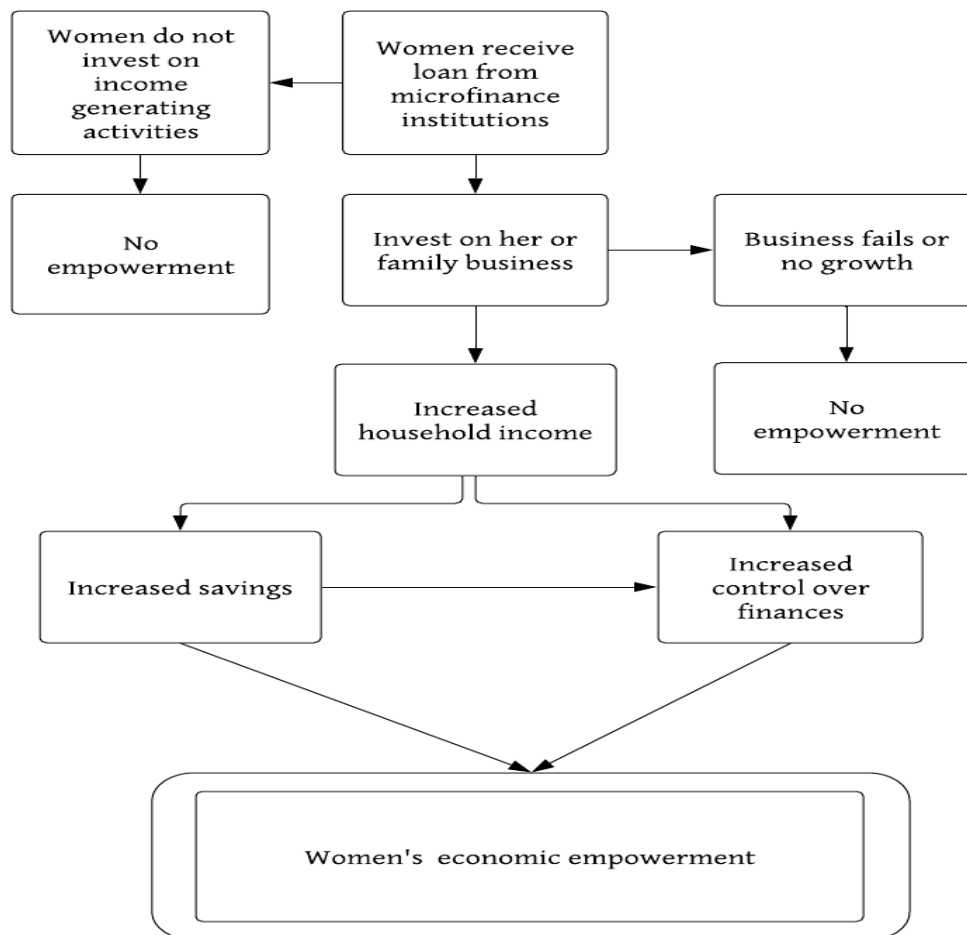 Women do not
invest on
income
generating
activities
Women receive
loan from
microfinance
institutions
No
empowerment
Invest on her or
family business
Business fails or
no growth
Increased
household income
No
empowerment
Increased savings
Increased
control over
finances
Women's economic empowerment